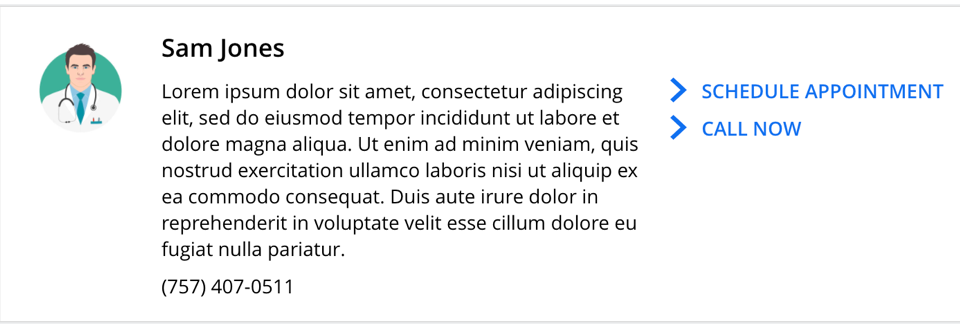 Sam Jones
Lorem ipsum dolor sit amet, consectetur adipiscing
elit, sed do eiusmod tempor incididunt ut labore et
dolore magna aliqua. Ut enim ad minim veniam, quis
nostrud exercitation ullamco laboris nisi ut aliquip ex
ea commodo consequat. Duis aute irure dolor in
reprehenderit in voluptate velit esse cillum dolore eu
fugiat nulla pariatur.
(757) 407-0511
SCHEDULE APPOINTMENT
CALL NOW